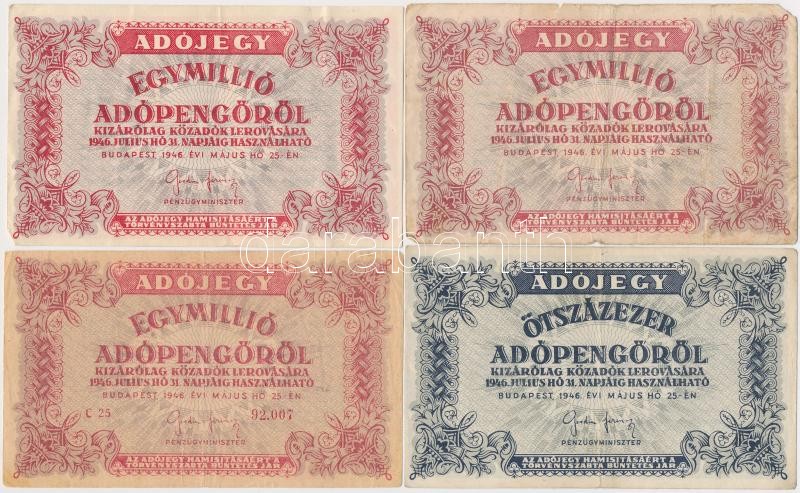 ADÓJEGY
EGYMILLIÓ
ADÓPENGŐRŐL
KIZÁRÓLAG KÖZADÓK LEROVÁSÁRA
1946.JULIUS HÓ 31. NAPJÁIG HASZNÁLHATÓ
BUDAPEST, 1946. ÉVI MÁJUS HÓ 25-ÉN
PÉNZÜGYMINISZTER
AZ ADÓJEGY HAMISITÁSÁÉRT A
TÖRVÉNYSZABTA BÜNTETÉS JÁR
ADÓJEGY
EGYMILLIÓ
ADÓPENGŐRŐL
KIZÁRÓLAG KÖZADÓK LEROVÁSÁRA
1946.JULIUS HÓ 31. NAPJÁIG HASZNÁLHATÓ
BUDAPEST, 1946. ÉVI MÁJUS HÓ 25-ÉN
PÉNZÜGYMINISZTER
AZ ADÓJEGY HAMISITÁSÁÉRT A
TÖRVÉNYSZABTA BÜNTETÉS JÁR
darabanth
ADÓJEGY
EGYMILLIÓ
ADÓPENGŐRŐL
KIZÁRÓLAG KÖZADÓK LEROVÁSÁRA
1946.JULIUS HÓ 31. NAPJÁIG HASZNÁLHATÓ
BUDAPEST, 1946. ÉVI MÁJUS HÓ 25-ÉN
C 25 92.007
PÉNZÜGYMINISZTER
AZ ADÓJEGY HAMISITÁSÁÉRT A
TÖRVÉNYSZABTA BÜNTETÉS JÁR
ADÓJEGY
ÖTSZÁZEZER
ADÓPENGŐRŐL
KIZÁRÓLAG KÖZADÓK LEROVÁSÁRA
1946.JULIUS HÓ 31. NAPJÁIG HASZNÁLHATÓ
BUDAPEST, 1946. ÉVI MÁJUS HÓ 25-ÉN
PÉNZÜGYMINISZTER
AZ ADÓJEGY HAMISITÁSÁÉRT A
TÖRVÉNYSZABTA BÜNTETÉS JÁR